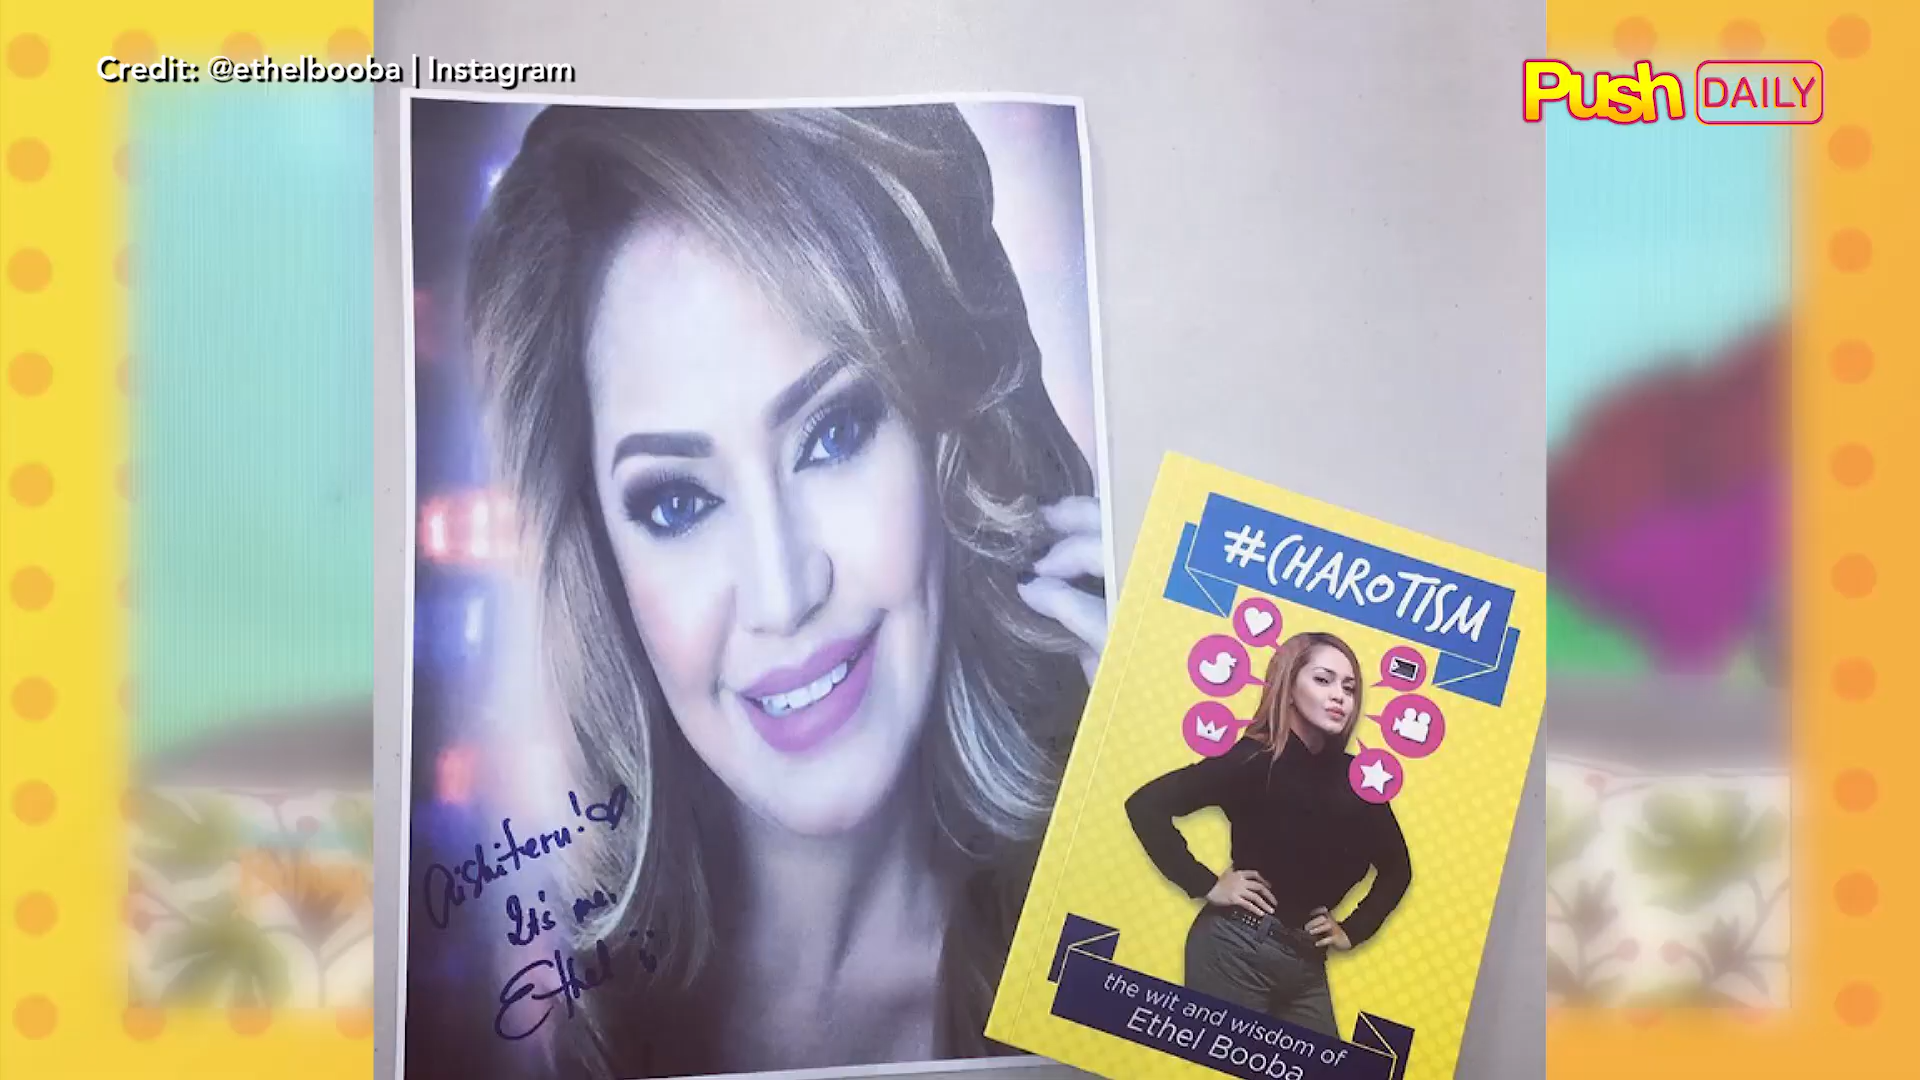 Credit: @ethelbooba | Instagram
Push DAILY
#CHAROTISM
Aishiteru!
It's me,
Ethel
the wit and wisdom of
Ethel Booba